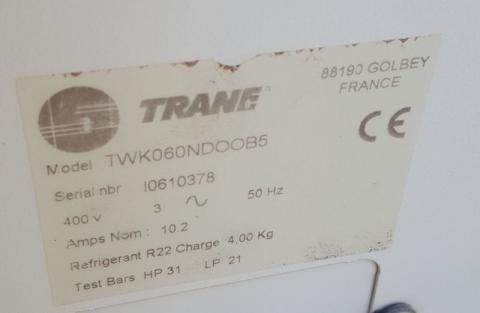 TRANE
88190 GOLBEY
FRANCE
CE
Model TWK060NDOOB5
Serial nbr I0610378
400 v 3 ~ 50 Hz
Amps Nom : 10.2
Refrigerant R22 Charge 4,00 Kg
Test Bars HP 31 LP 21